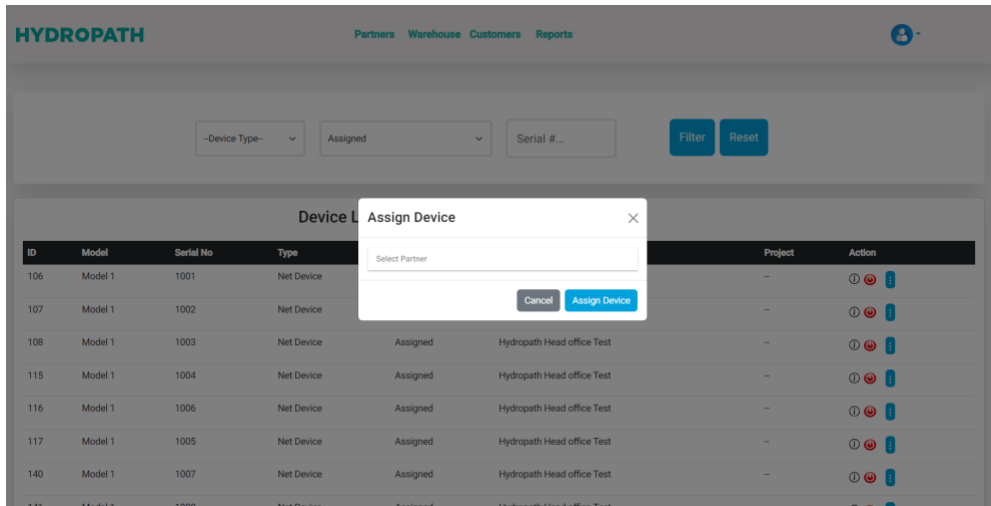 HYDROPATH
Partners Warehouse Customers Reports
--Device Type-- Assigned Serial #... Filter Reset
Device L
Assign Device
Select Partner
Cancel Assign Device
ID Model Serial No Type Project Action
106 Model 1 1001 Net Device --
107 Model 1 1002 Net Device --
108 Model 1 1003 Net Device Assigned Hydropath Head office Test --
115 Model 1 1004 Net Device Assigned Hydropath Head office Test --
116 Model 1 1006 Net Device Assigned Hydropath Head office Test --
117 Model 1 1005 Net Device Assigned Hydropath Head office Test --
140 Model 1 1007 Net Device Assigned Hydropath Head office Test --